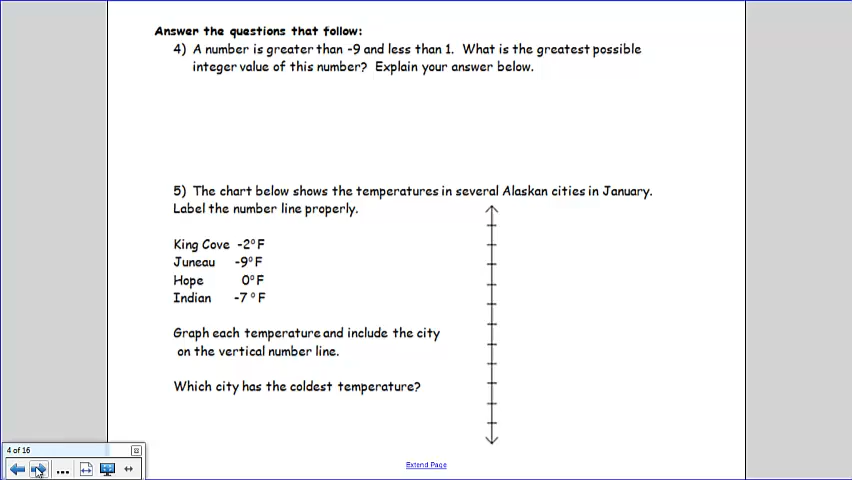 Answer the questions that follow:
4) A number is greater than -9 and less than 1. What is the greatest possible
integer value of this number? Explain your answer below.
5) The chart below shows the temperatures in several Alaskan cities in January.
Label the number line properly.
King Cove -2° F
Juneau -9° F
Hope 0° F
Indian -7 ° F
Graph each temperature and include the city
on the vertical number line.
Which city has the coldest temperature?
4 of 16
...
Extend Page